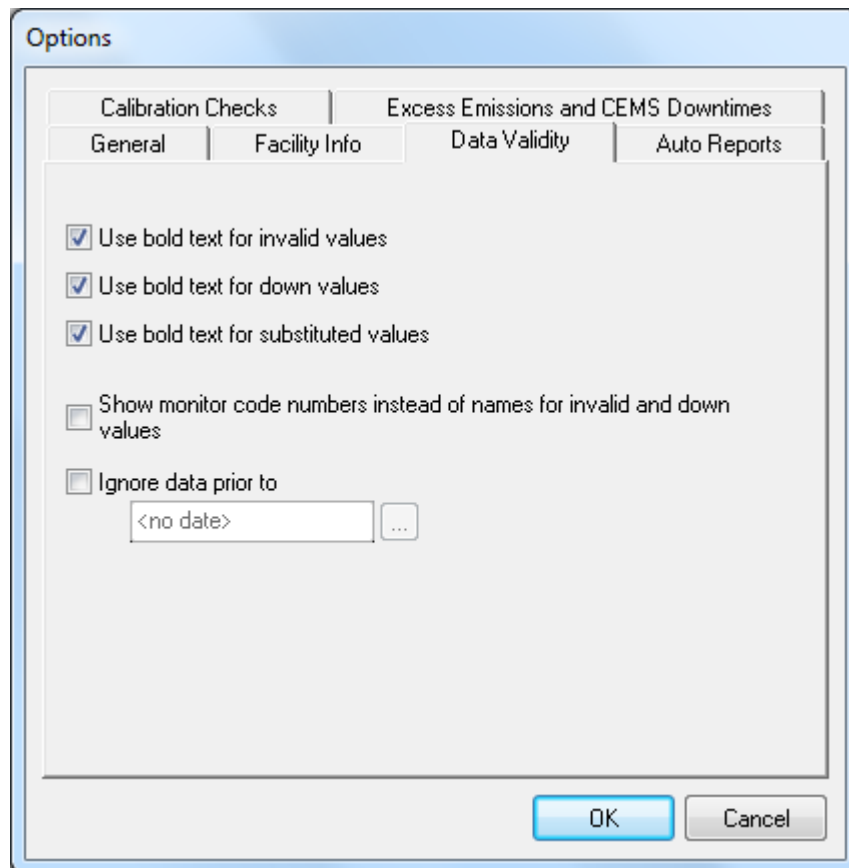 Options
Calibration Checks
Excess Emissions and CEMS Downtimes
General
Facility Info
Data Validity
Auto Reports
Use bold text for invalid values
Use bold text for down values
Use bold text for substituted values
Show monitor code numbers instead of names for invalid and down
values
Ignore data prior to
<no date>
...
OK
Cancel